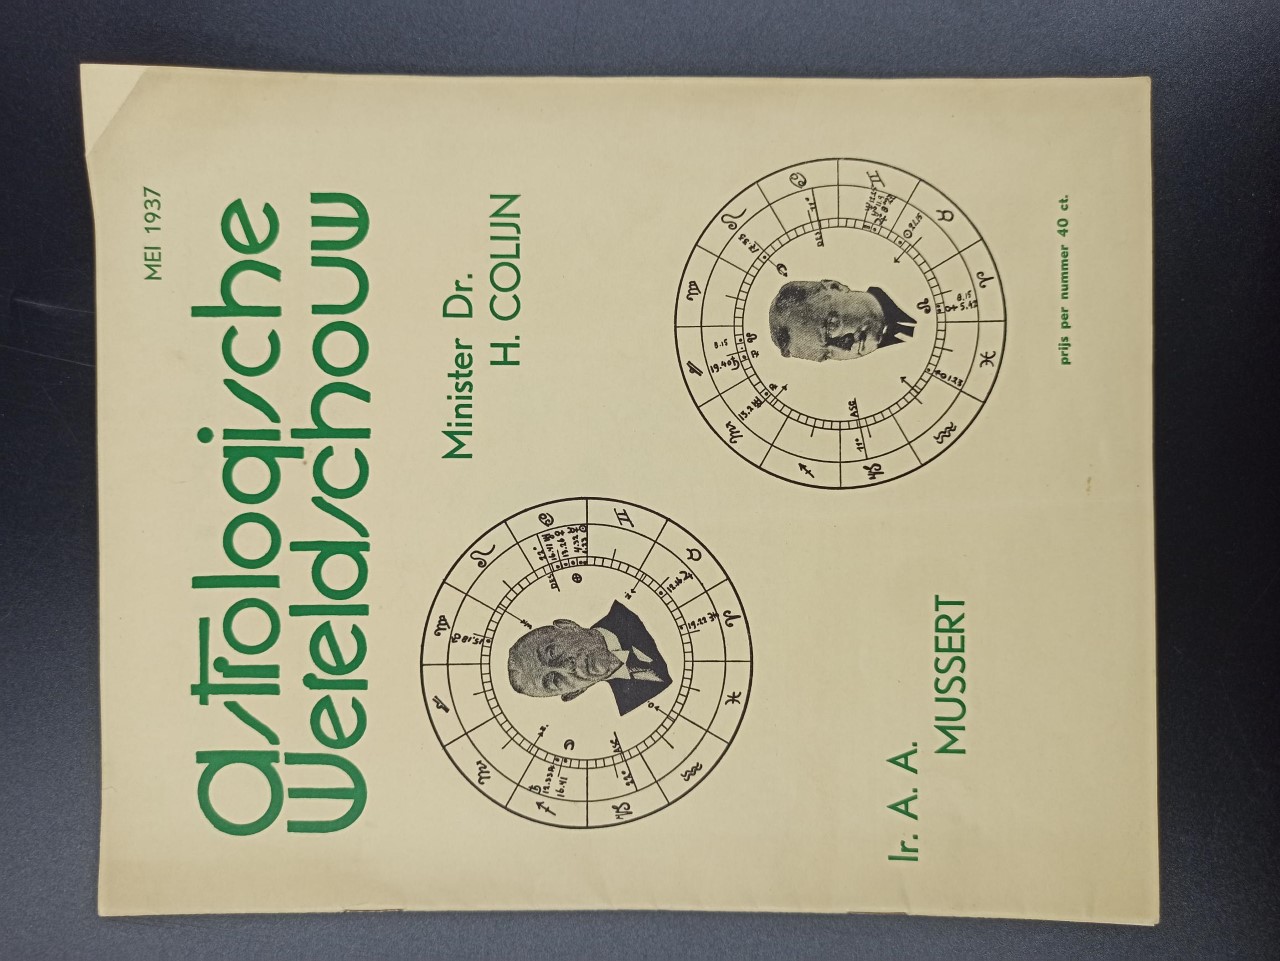 MEI 1937
astrologische
Wereldschouw
Minister Dr.
H. COLIJN
Ir. A. A.
MUSSERT
prijs per nummer 40 ct.